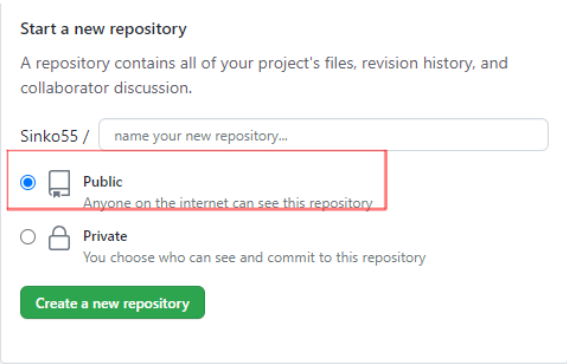 Start a new repository
A repository contains all of your project's files, revision history, and
collaborator discussion.
Sinko55 / name your new repository...
Public
Anyone on the internet can see this repository
Private
You choose who can see and commit to this repository
Create a new repository